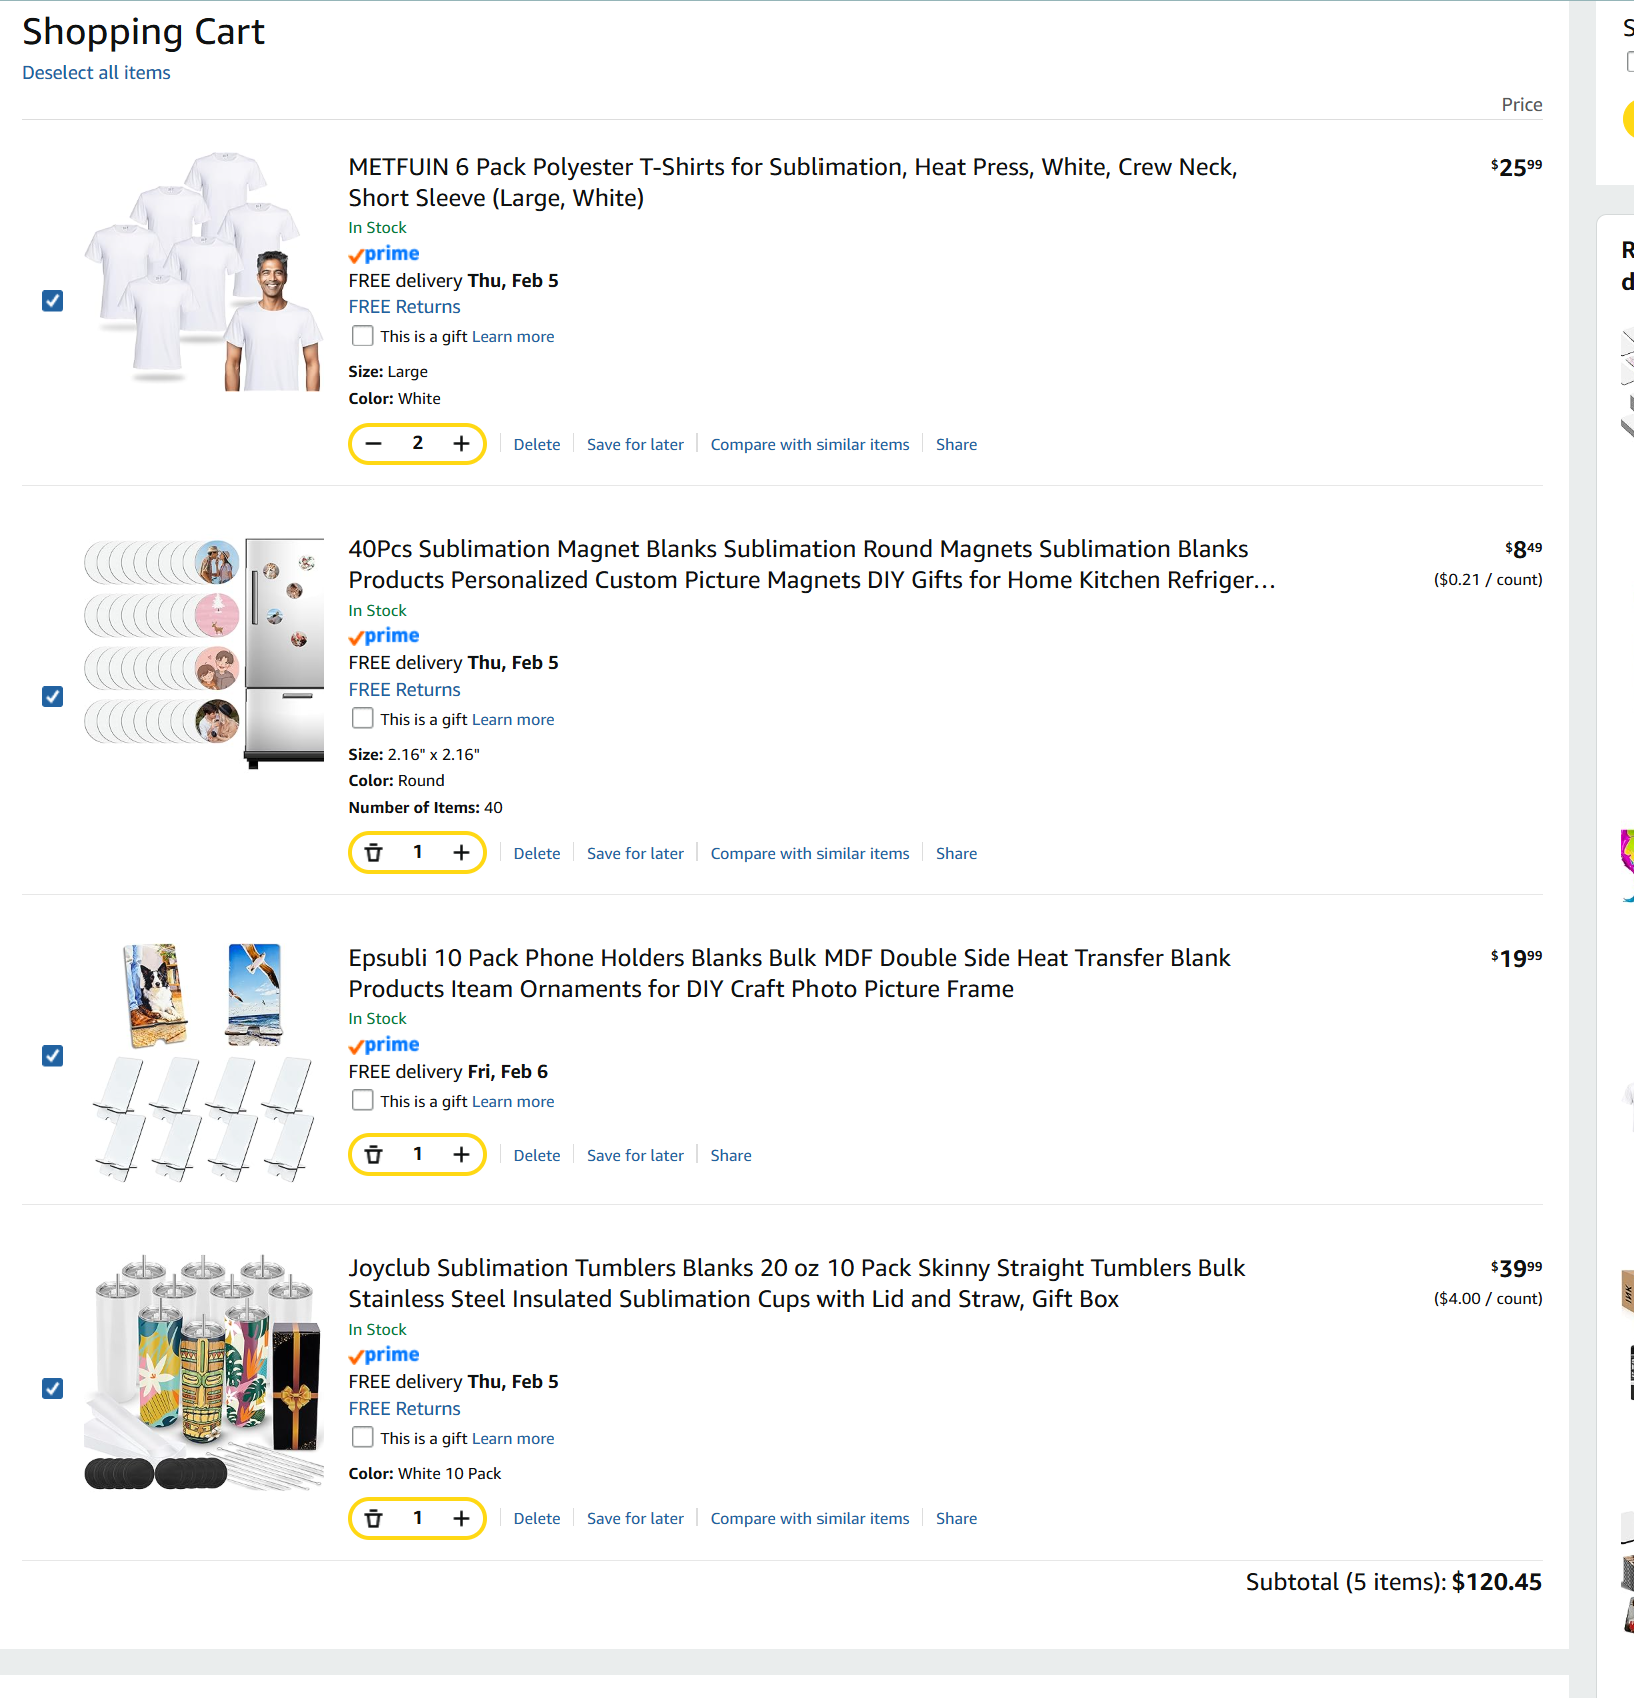 Shopping Cart
Deselect all items
Price
METFUIN 6 Pack Polyester T-Shirts for Sublimation, Heat Press, White, Crew Neck, $25.99
Short Sleeve (Large, White)
In Stock
prime
FREE delivery Thu, Feb 5
FREE Returns
This is a gift Learn more
Size: Large
Color: White
2 Delete Save for later Compare with similar items Share
40Pcs Sublimation Magnet Blanks Sublimation Round Magnets Sublimation Blanks $8.49
Products Personalized Custom Picture Magnets DIY Gifts for Home Kitchen Refriger… ($0.21 / count)
In Stock
prime
FREE delivery Thu, Feb 5
FREE Returns
This is a gift Learn more
Size: 2.16" x 2.16"
Color: Round
Number of Items: 40
1 Delete Save for later Compare with similar items Share
Epsubli 10 Pack Phone Holders Blanks Bulk MDF Double Side Heat Transfer Blank $19.99
Products Iteam Ornaments for DIY Craft Photo Picture Frame
In Stock
prime
FREE delivery Fri, Feb 6
This is a gift Learn more
1 Delete Save for later Share
Joyclub Sublimation Tumblers Blanks 20 oz 10 Pack Skinny Straight Tumblers Bulk $39.99
Stainless Steel Insulated Sublimation Cups with Lid and Straw, Gift Box ($4.00 / count)
In Stock
prime
FREE delivery Thu, Feb 5
FREE Returns
This is a gift Learn more
Color: White 10 Pack
1 Delete Save for later Compare with similar items Share
Subtotal (5 items): $120.45